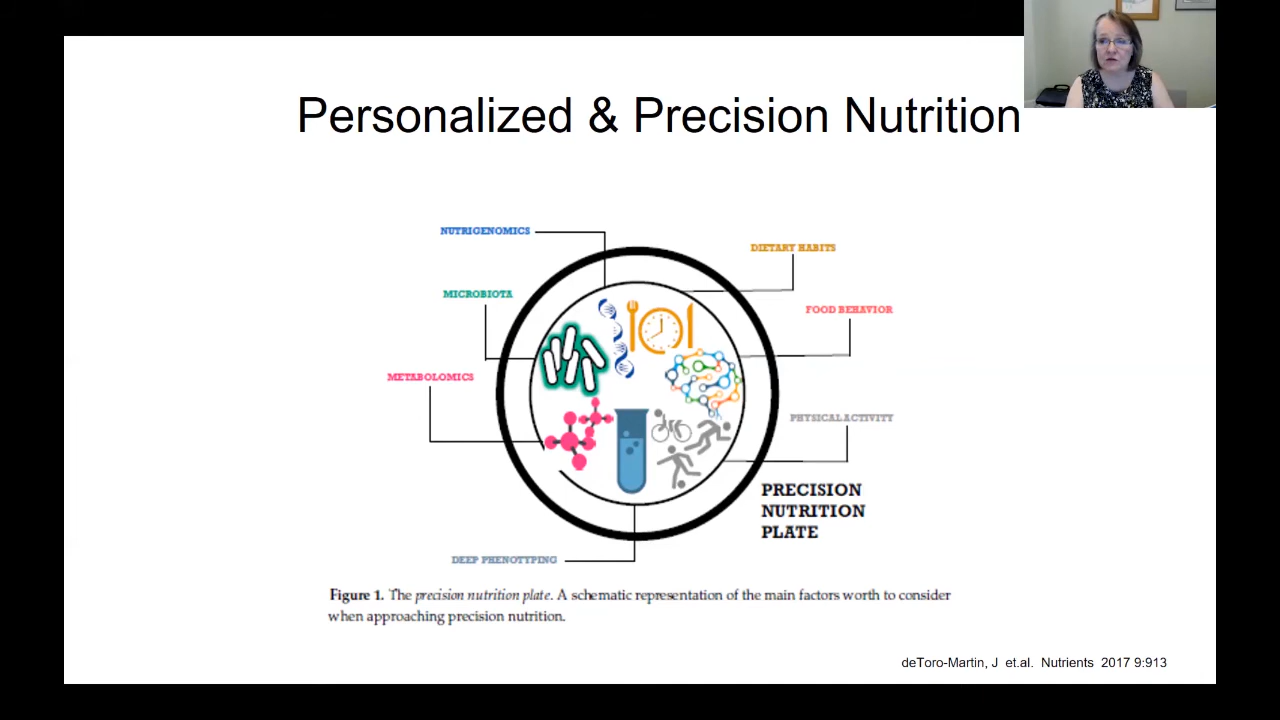 Personalized & Precision Nutrition
NUTRIGENOMICS
DIETARY HABITS
MICROBIOTA
FOOD BEHAVIOR
METABOLOMICS
PHYSICAL ACTIVITY
PRECISION
NUTRITION
PLATE
DEEP PHENOTYPING
Figure 1. The precision nutrition plate. A schematic representation of the main factors worth to consider
when approaching precision nutrition.
deToro-Martin, J et.al. Nutrients 2017 9:913